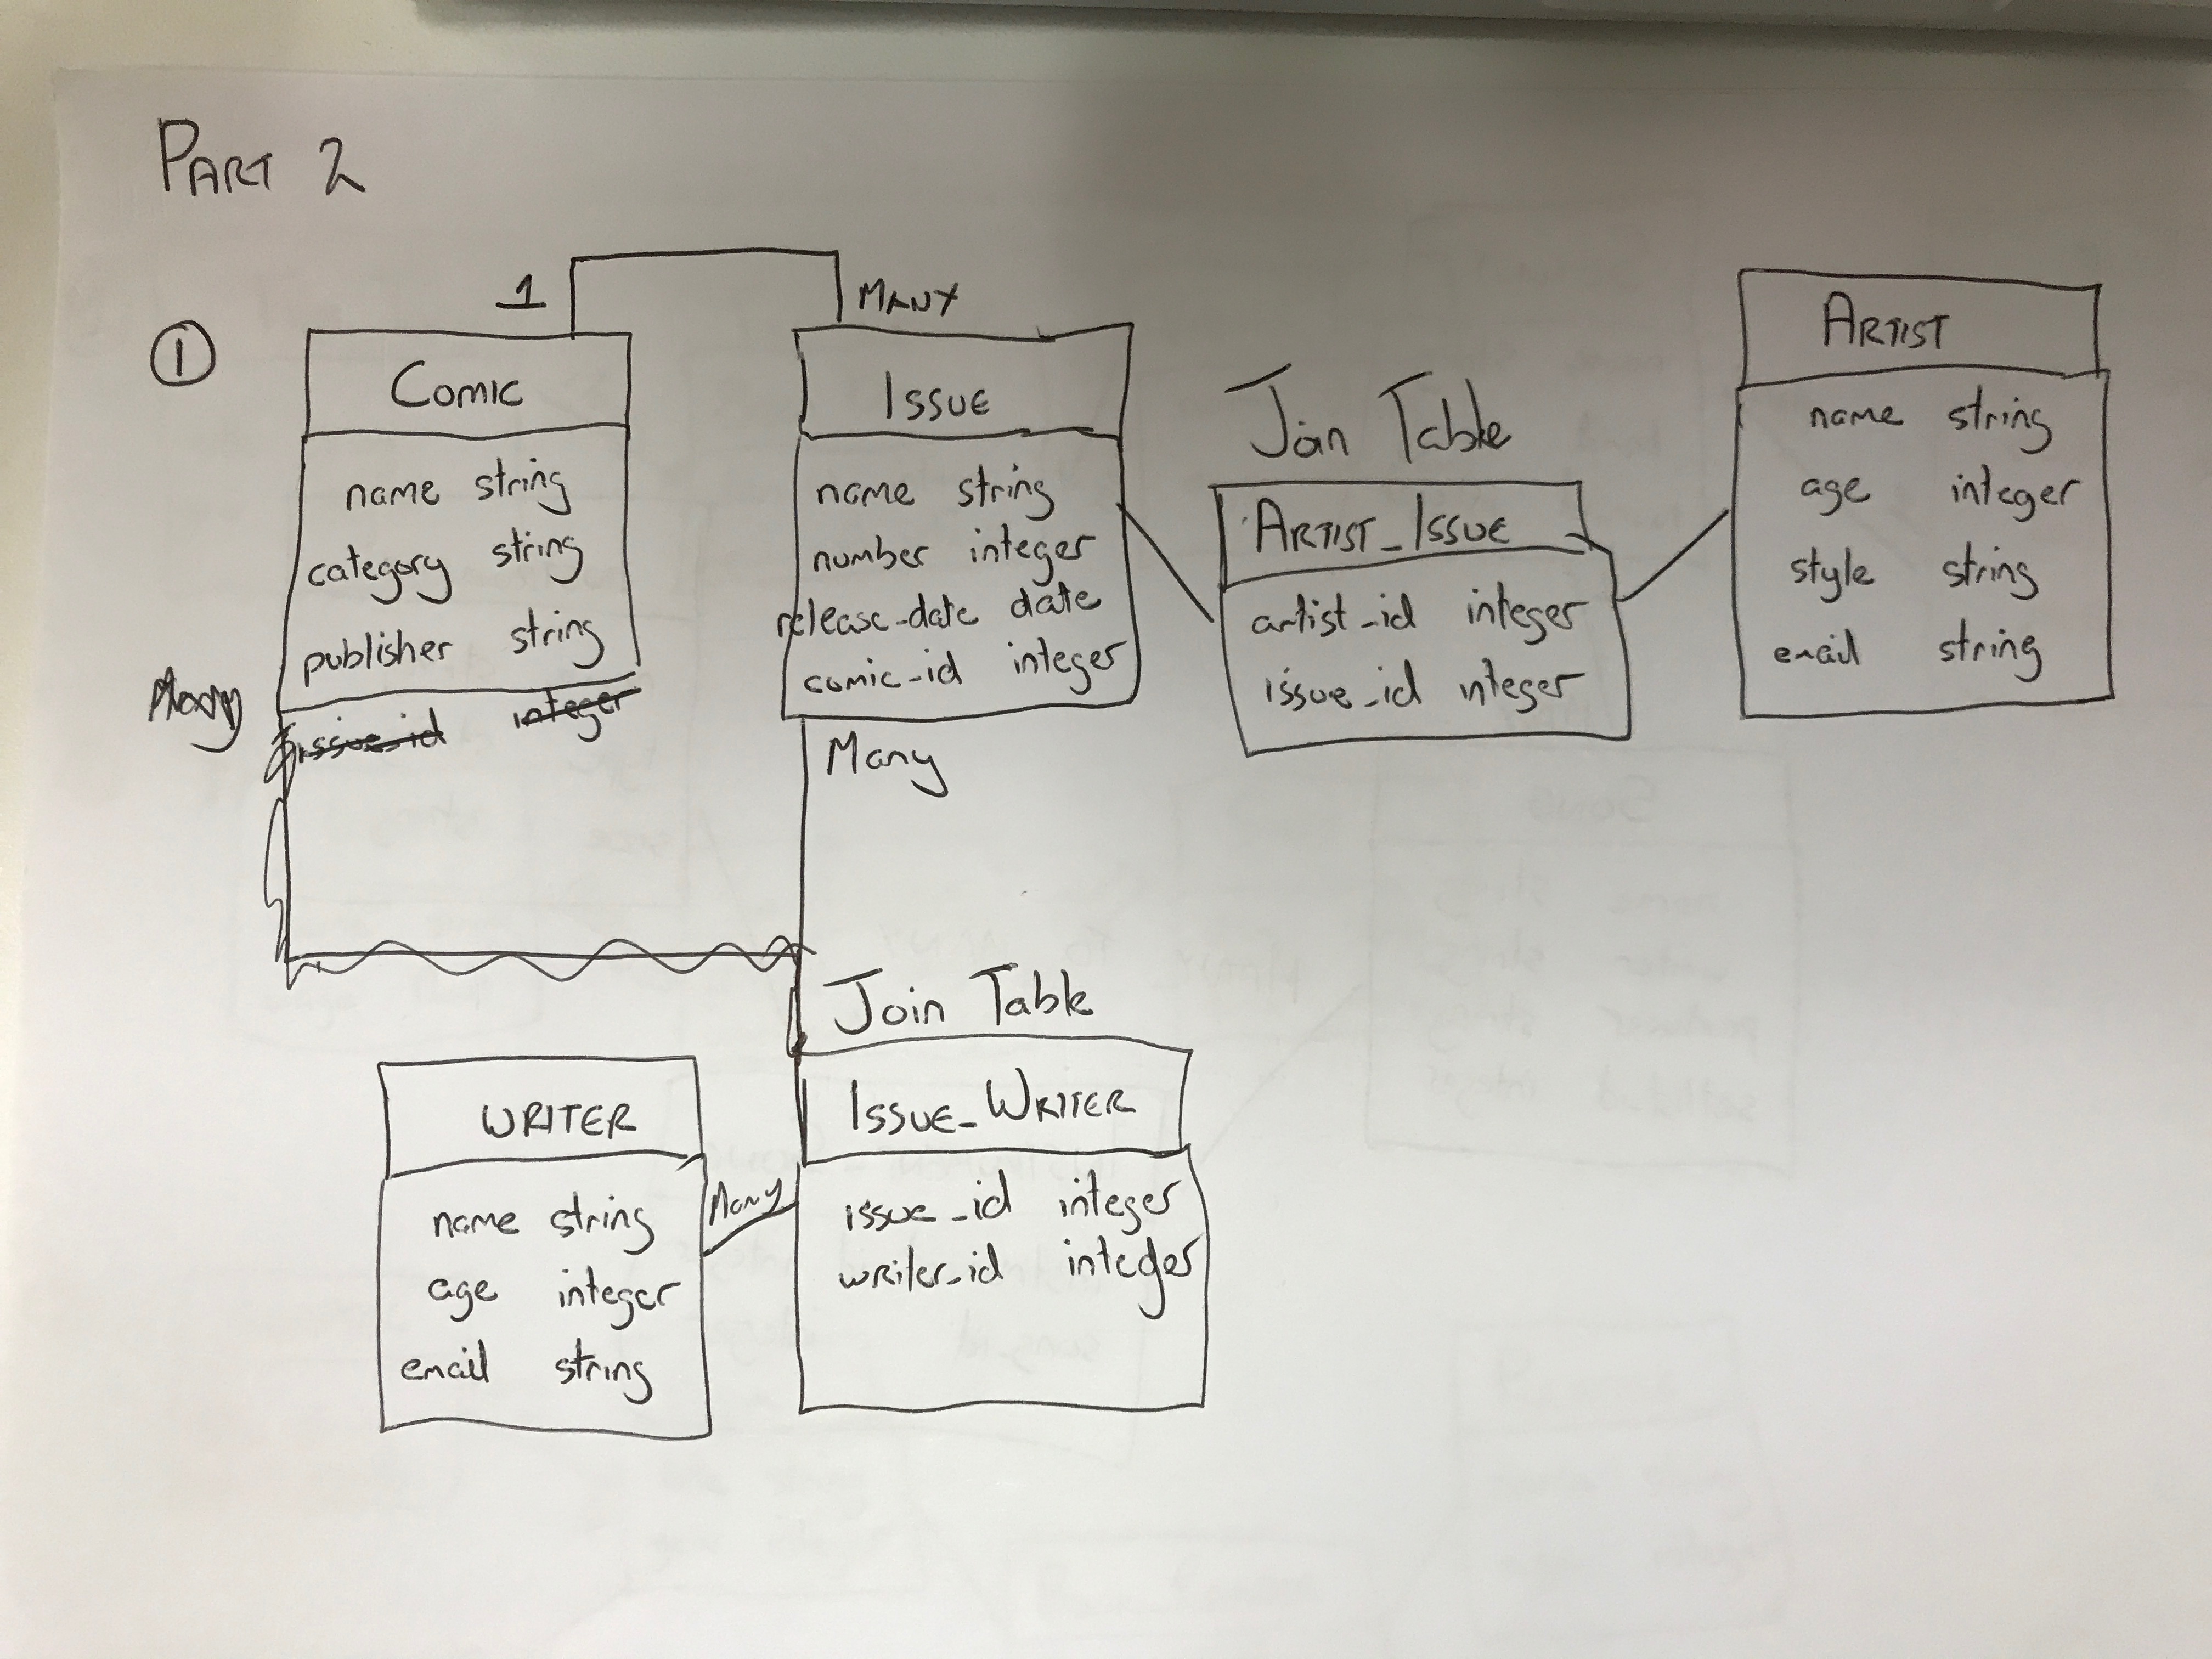 PART 2
1
MANY
1
COMIC
name string
category string
publisher string
issue_id integer
Many
ISSUE
name string
number integer
release_date date
comic_id integer
Many
Join Table
ARTIST_ISSUE
artist_id integer
issue_id integer
ARTIST
name string
age integer
style string
email string
WRITER
name string
age integer
email string
Many
Join Table
ISSUE_WRITER
issue_id integer
writer_id integer